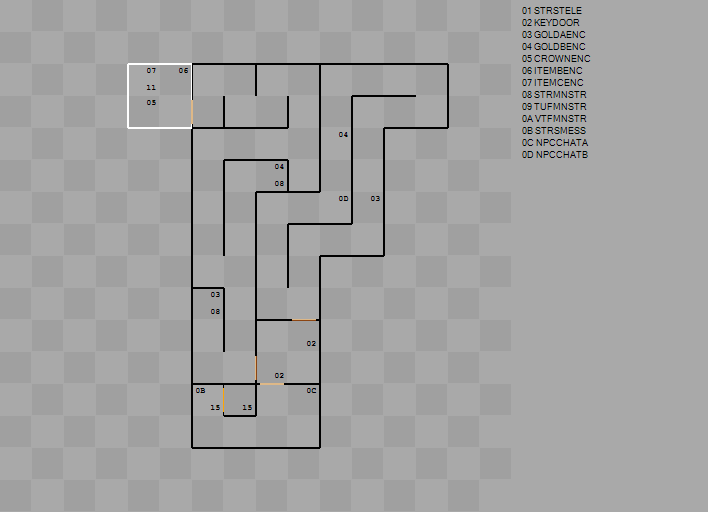 01 STRSTELE
02 KEYDOOR
03 GOLDAENC
04 GOLDBENC
05 CROWNENC
06 ITEMBENC
07 ITEMCENC
08 STRMNSTR
09 TUFMNSTR
0A VTFMNSTR
0B STRSMESS
0C NPCCHATA
0D NPCCHATB
07 06
11
05
04
04
08
0D 03
03
08
02
02
0B 0C
15 15